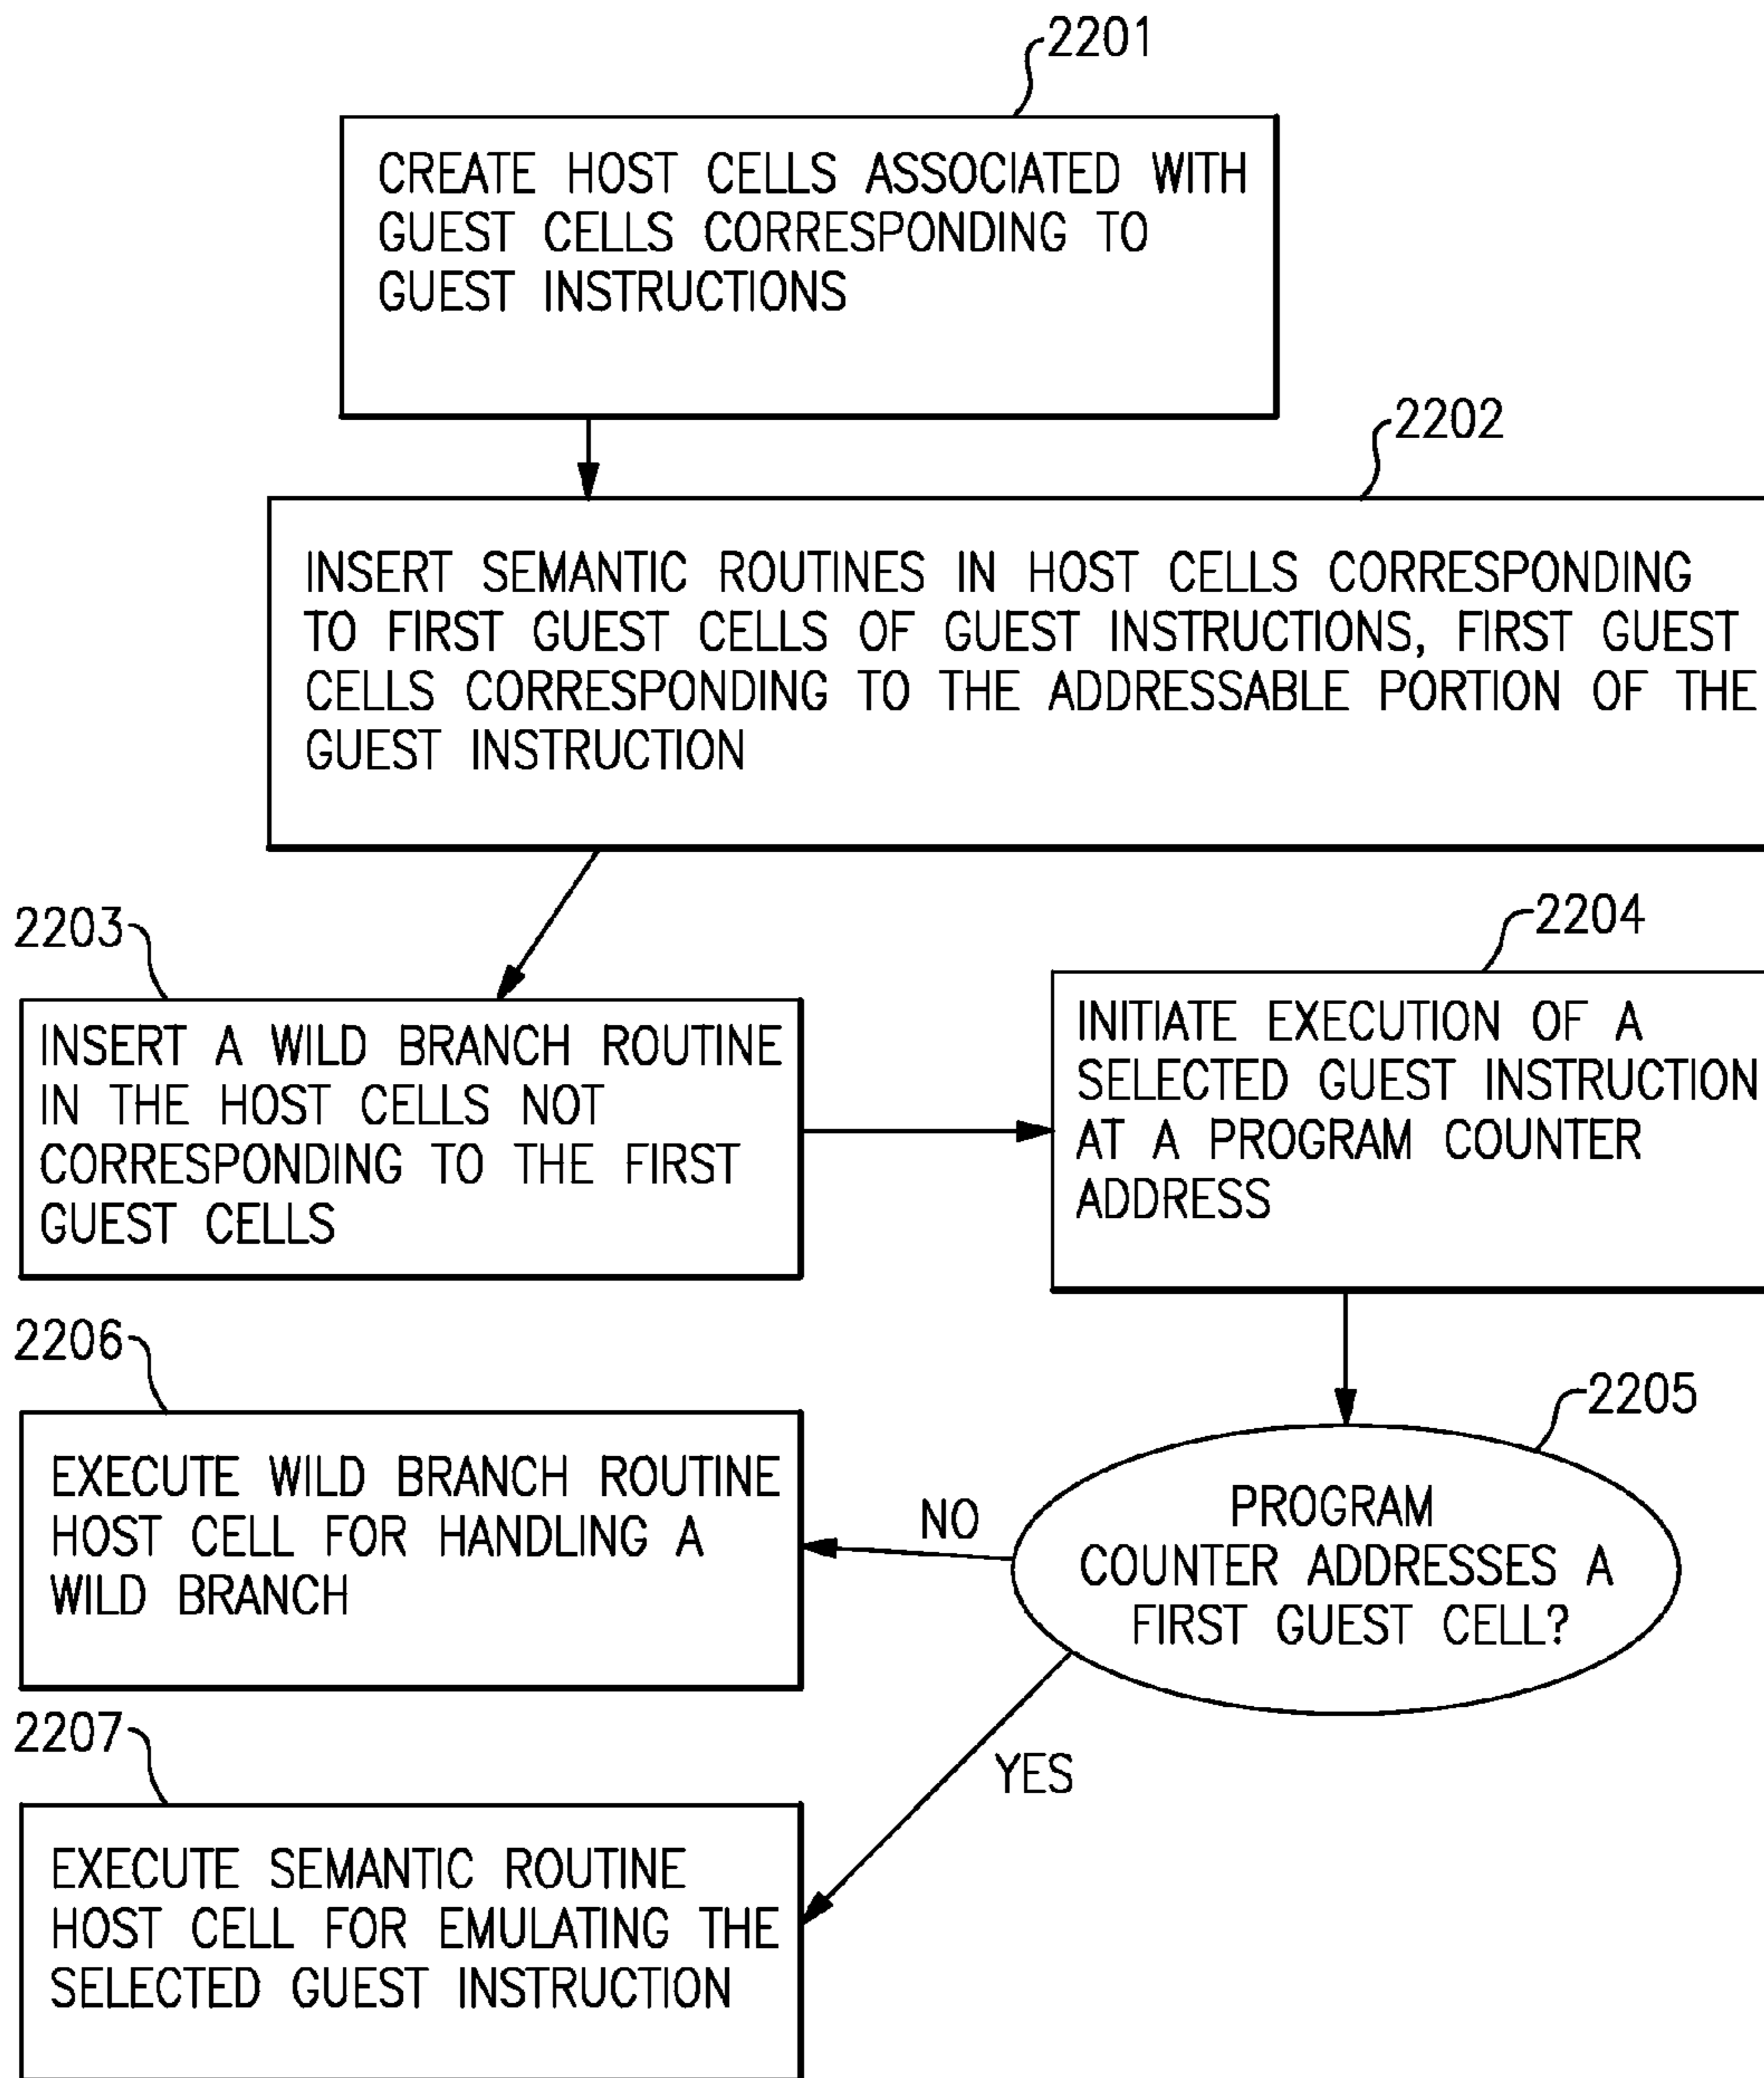 2201
CREATE HOST CELLS ASSOCIATED WITH
GUEST CELLS CORRESPONDING TO
GUEST INSTRUCTIONS
2202
INSERT SEMANTIC ROUTINES IN HOST CELLS CORRESPONDING
TO FIRST GUEST CELLS OF GUEST INSTRUCTIONS, FIRST GUEST
CELLS CORRESPONDING TO THE ADDRESSABLE PORTION OF THE
GUEST INSTRUCTION
2203
INSERT A WILD BRANCH ROUTINE
IN THE HOST CELLS NOT
CORRESPONDING TO THE FIRST
GUEST CELLS
2204
INITIATE EXECUTION OF A
SELECTED GUEST INSTRUCTION
AT A PROGRAM COUNTER
ADDRESS
2205
PROGRAM
COUNTER ADDRESSES A
FIRST GUEST CELL?
NO
2206
EXECUTE WILD BRANCH ROUTINE
HOST CELL FOR HANDLING A
WILD BRANCH
YES
2207
EXECUTE SEMANTIC ROUTINE
HOST CELL FOR EMULATING THE
SELECTED GUEST INSTRUCTION